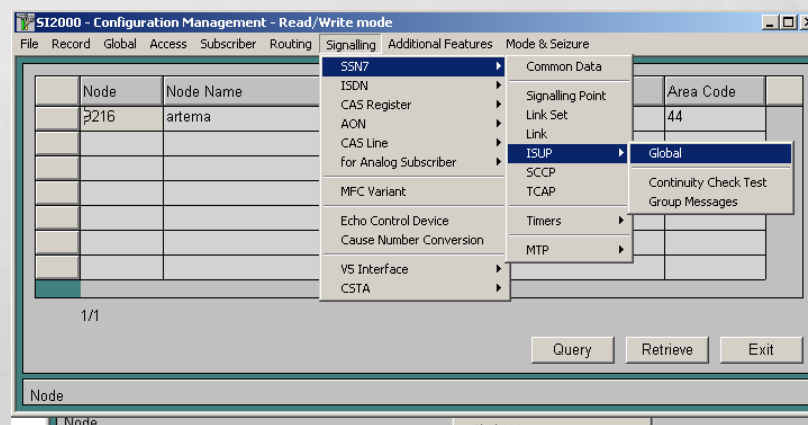 SI2000 - Configuration Management - Read/Write mode
File Record Global Access Subscriber Routing Signalling Additional Features Mode & Seizure
Node Node Name Area Code
216 artema 44
SSN7
ISDN
CAS Register
AON
CAS Line
for Analog Subscriber
MFC Variant
Echo Control Device
Cause Number Conversion
V5 Interface
CSTA
Common Data
Signalling Point
Link Set
Link
ISUP
SCCP
TCAP
Timers
MTP
Global
Continuity Check Test
Group Messages
1/1
Query Retrieve Exit
Node
Node